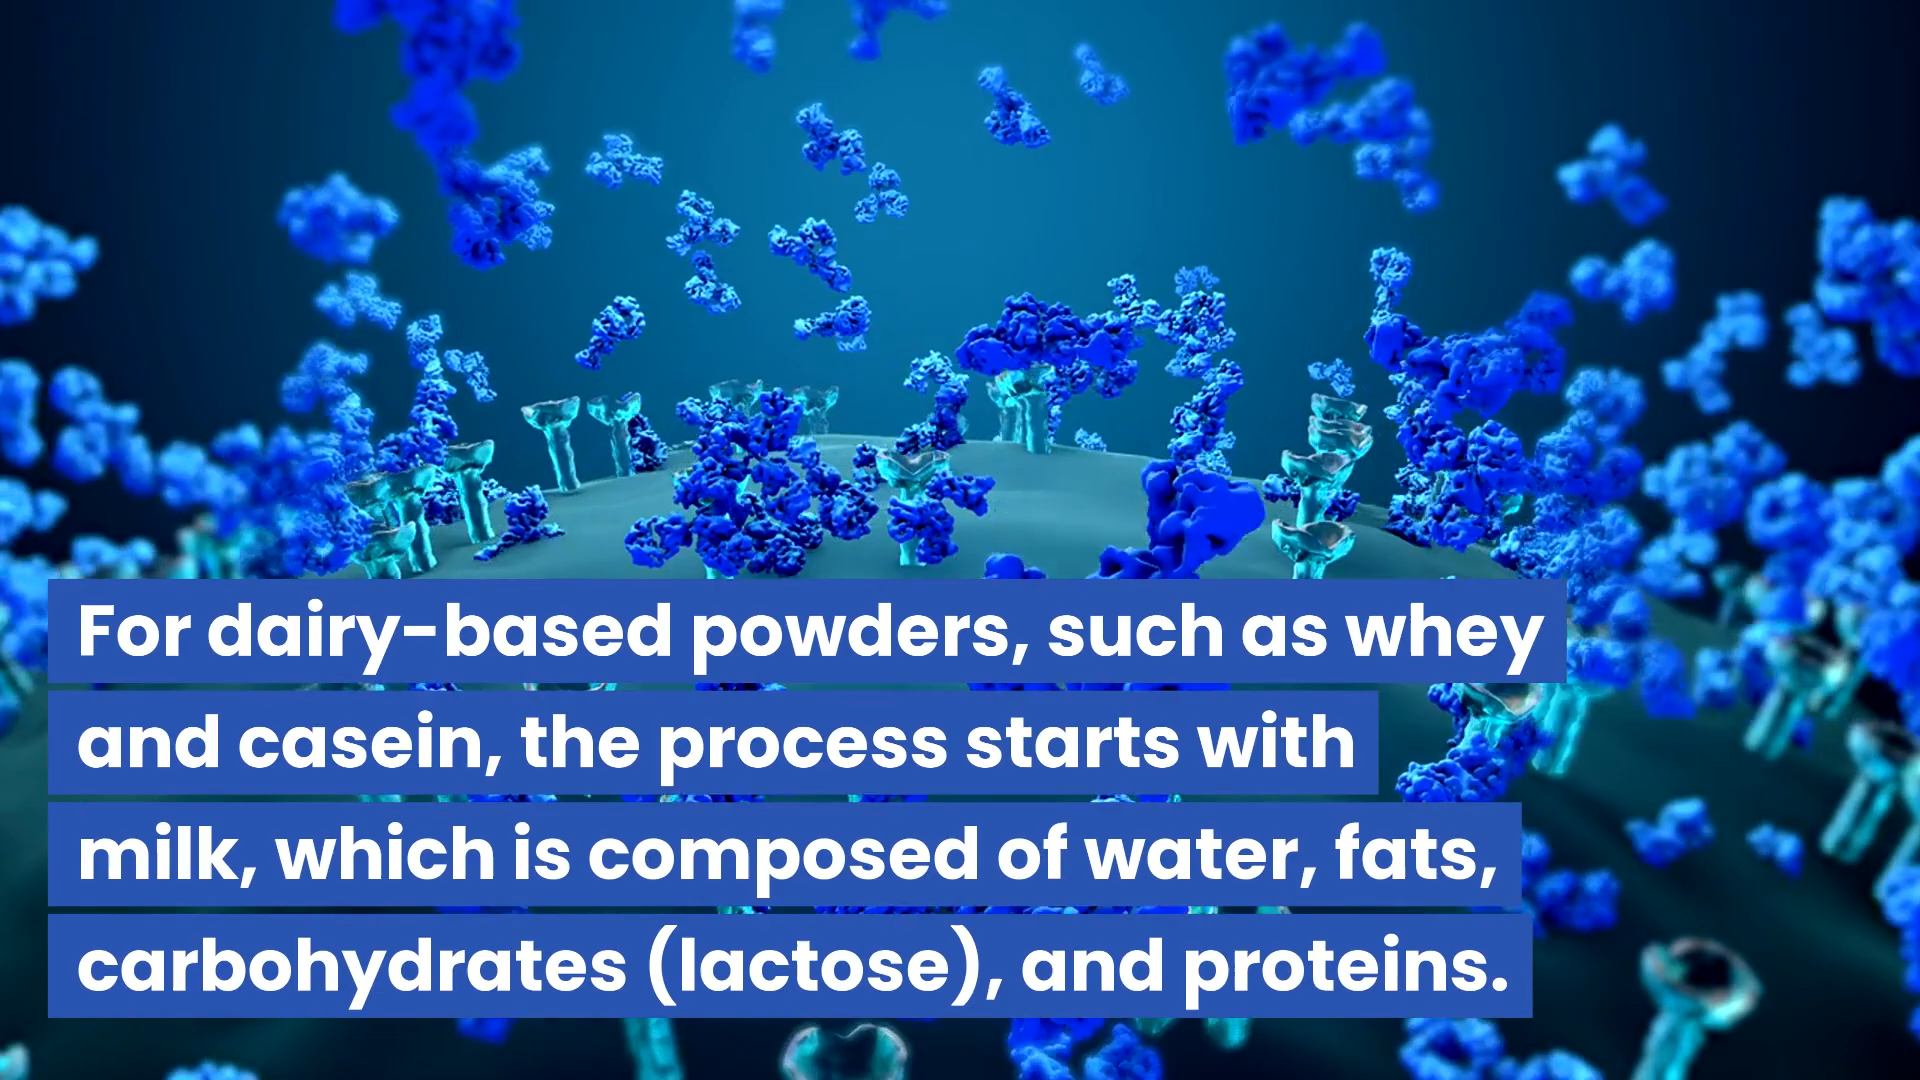 For dairy-based powders, such as whey
and casein, the process starts with
milk, which is composed of water, fats,
carbohydrates (lactose), and proteins.